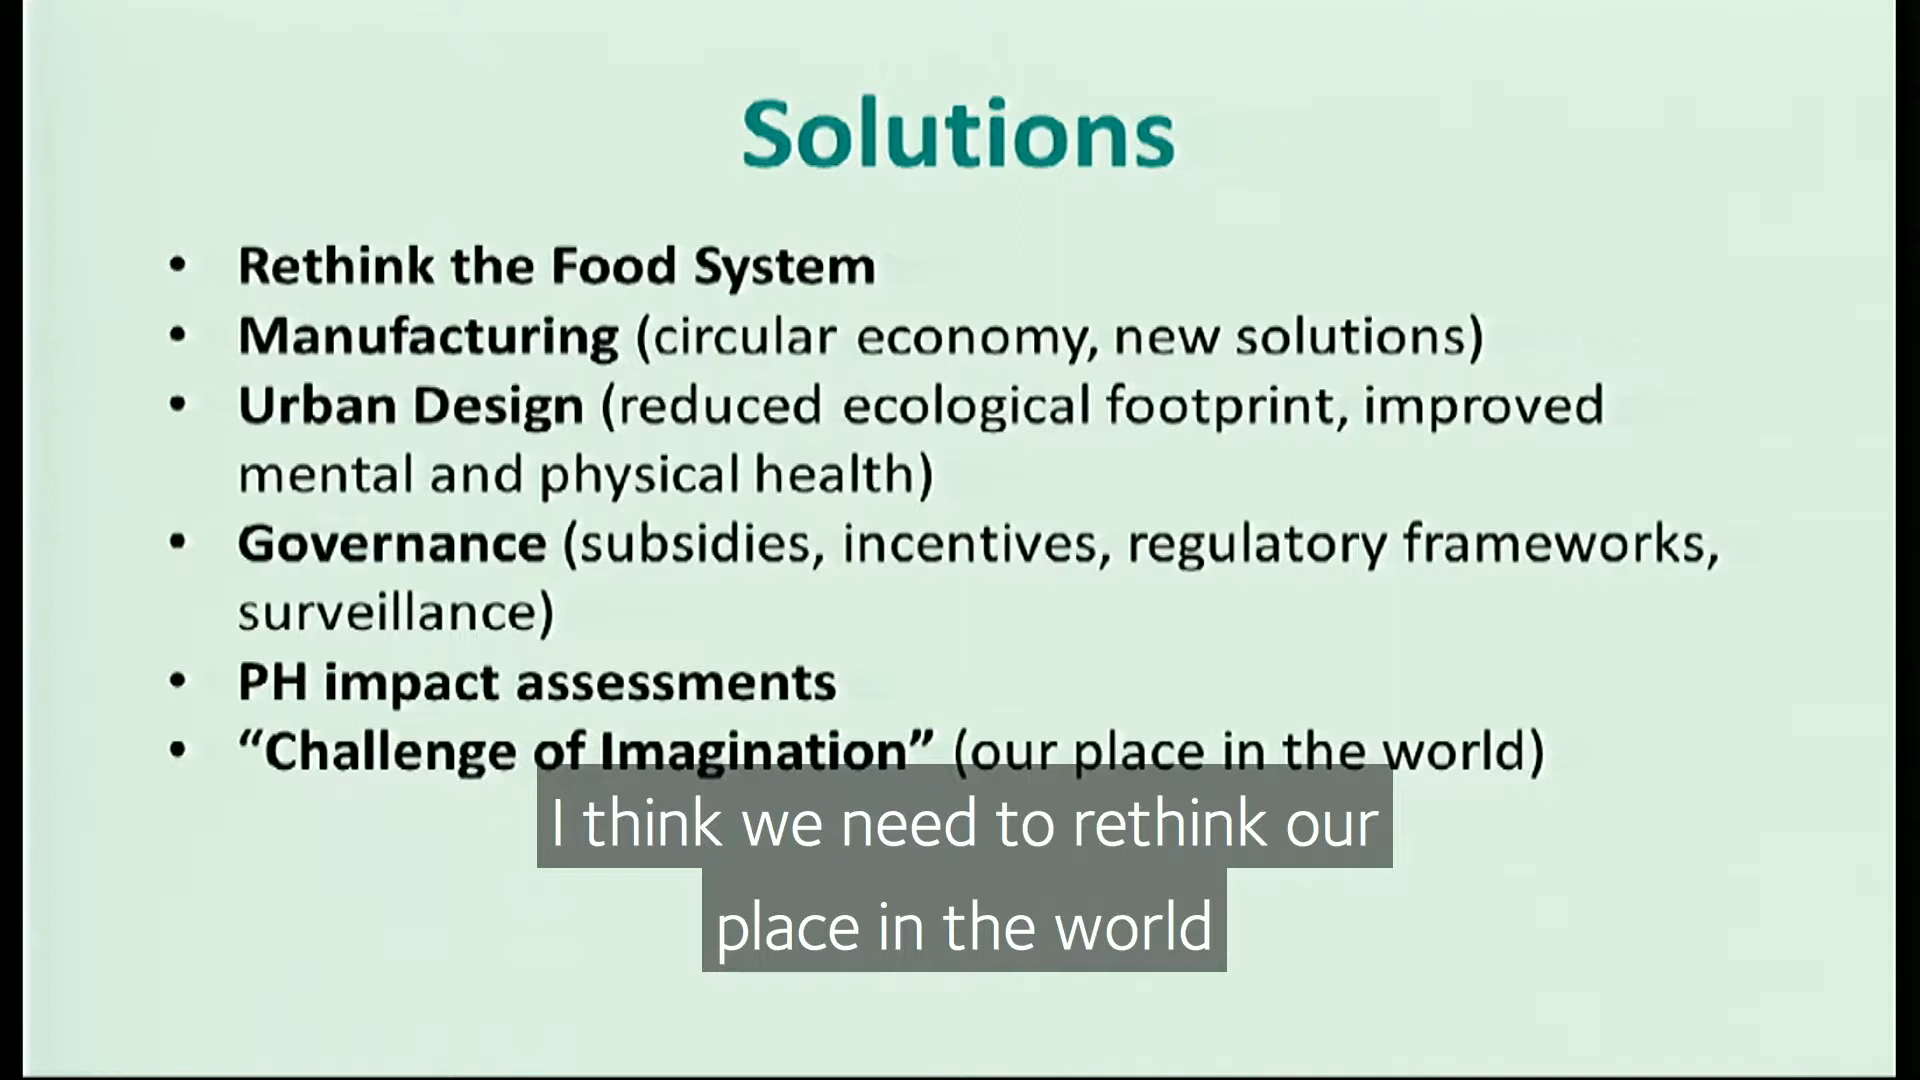 Solutions
• Rethink the Food System
• Manufacturing (circular economy, new solutions)
• Urban Design (reduced ecological footprint, improved
mental and physical health)
• Governance (subsidies, incentives, regulatory frameworks,
surveillance)
• PH impact assessments
• “Challenge of Imagination” (our place in the world)
I think we need to rethink our
place in the world